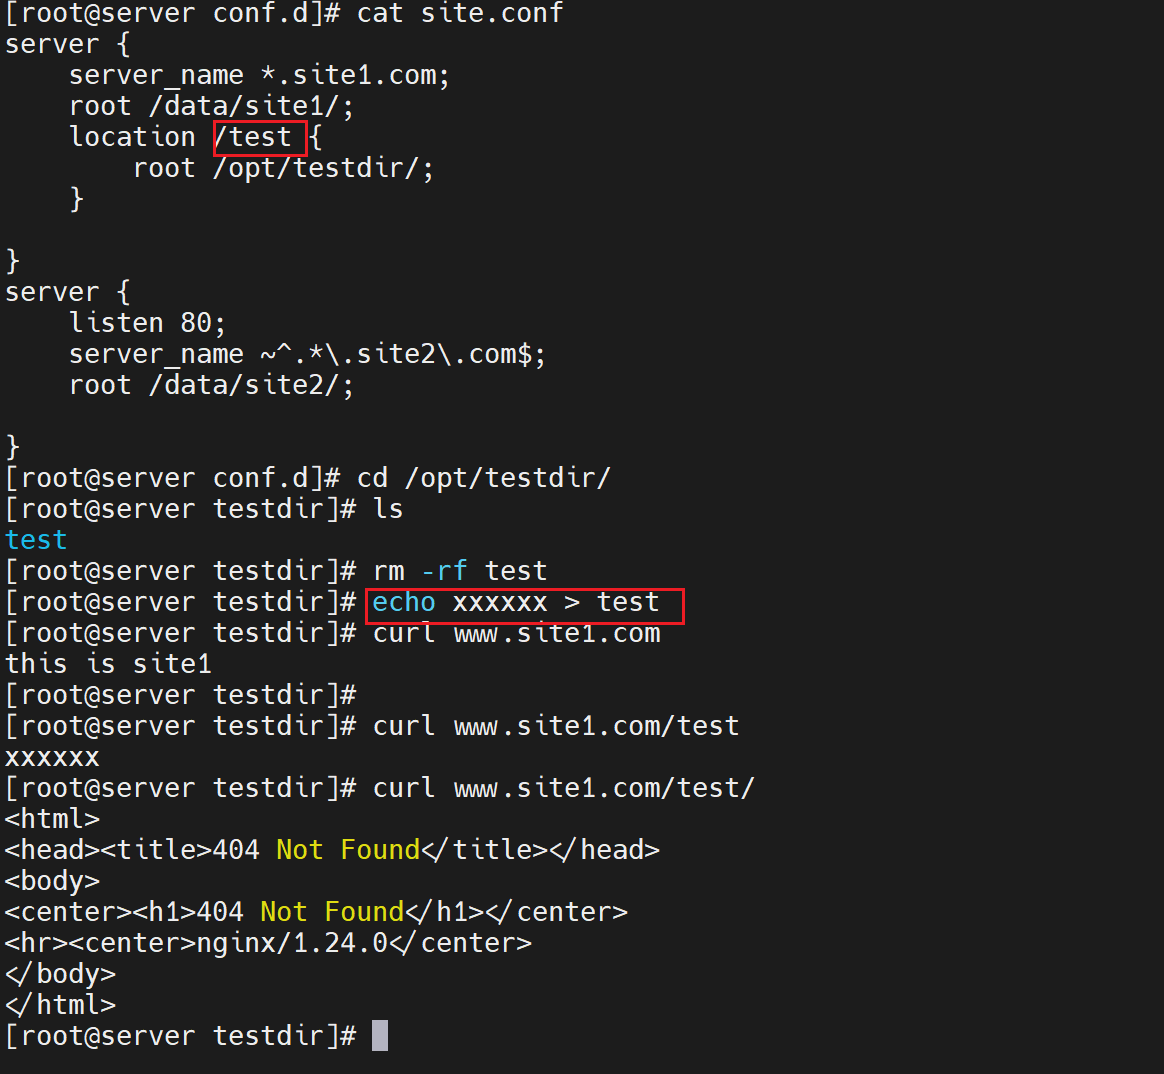 [root@server conf.d]# cat site.conf
server {
    server_name *.site1.com;
    root /data/site1/;
    location /test {
        root /opt/testdir/;
    }

}
server {
    listen 80;
    server_name ~^.*\.site2\.com$;
    root /data/site2/;

}
[root@server conf.d]# cd /opt/testdir/
[root@server testdir]# ls
test
[root@server testdir]# rm -rf test
[root@server testdir]# echo xxxxxx > test
[root@server testdir]# curl www.site1.com
this is site1
[root@server testdir]#
[root@server testdir]# curl www.site1.com/test
xxxxxx
[root@server testdir]# curl www.site1.com/test/
<html>
<head><title>404 Not Found</title></head>
<body>
<center><h1>404 Not Found</h1></center>
<hr><center>nginx/1.24.0</center>
</body>
</html>
[root@server testdir]#